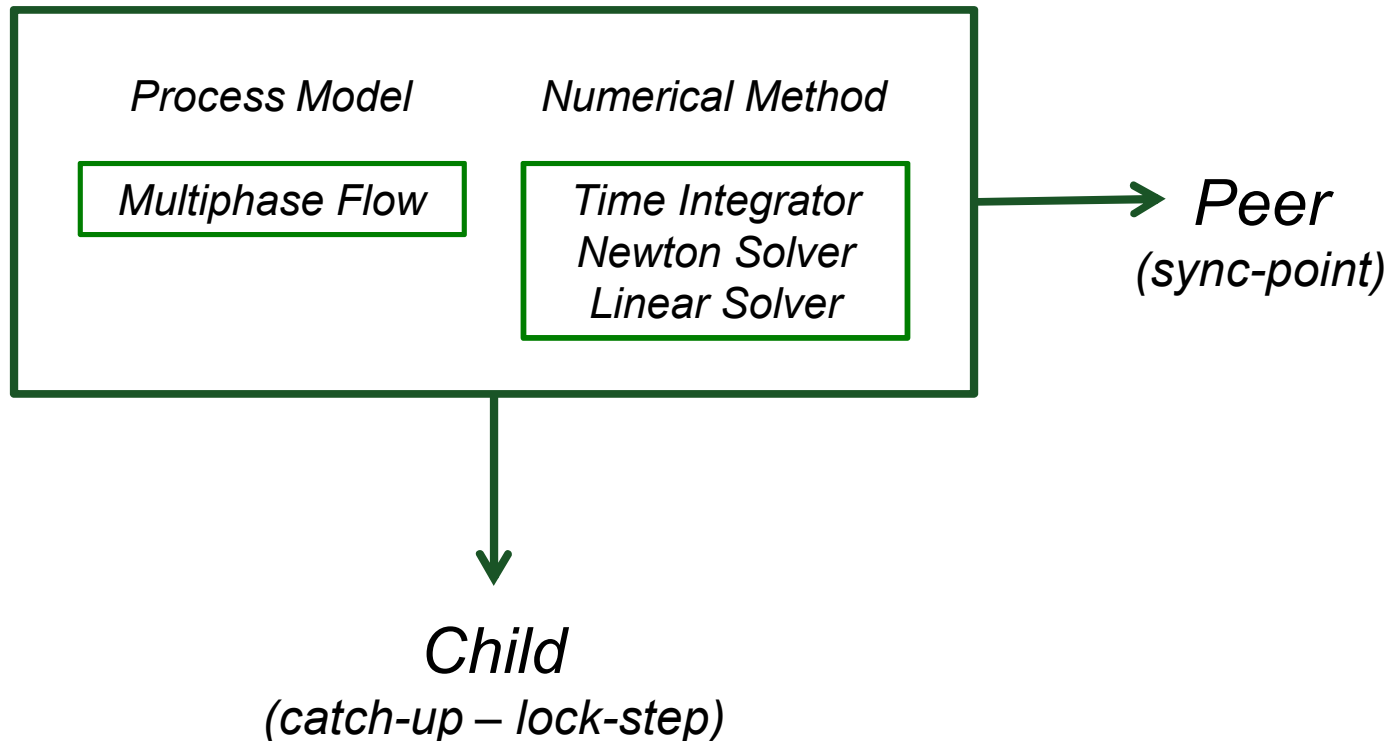 Process Model
Numerical Method
Multiphase Flow
Time Integrator
Newton Solver
Linear Solver
Peer
(sync-point)
Child
(catch-up – lock-step)